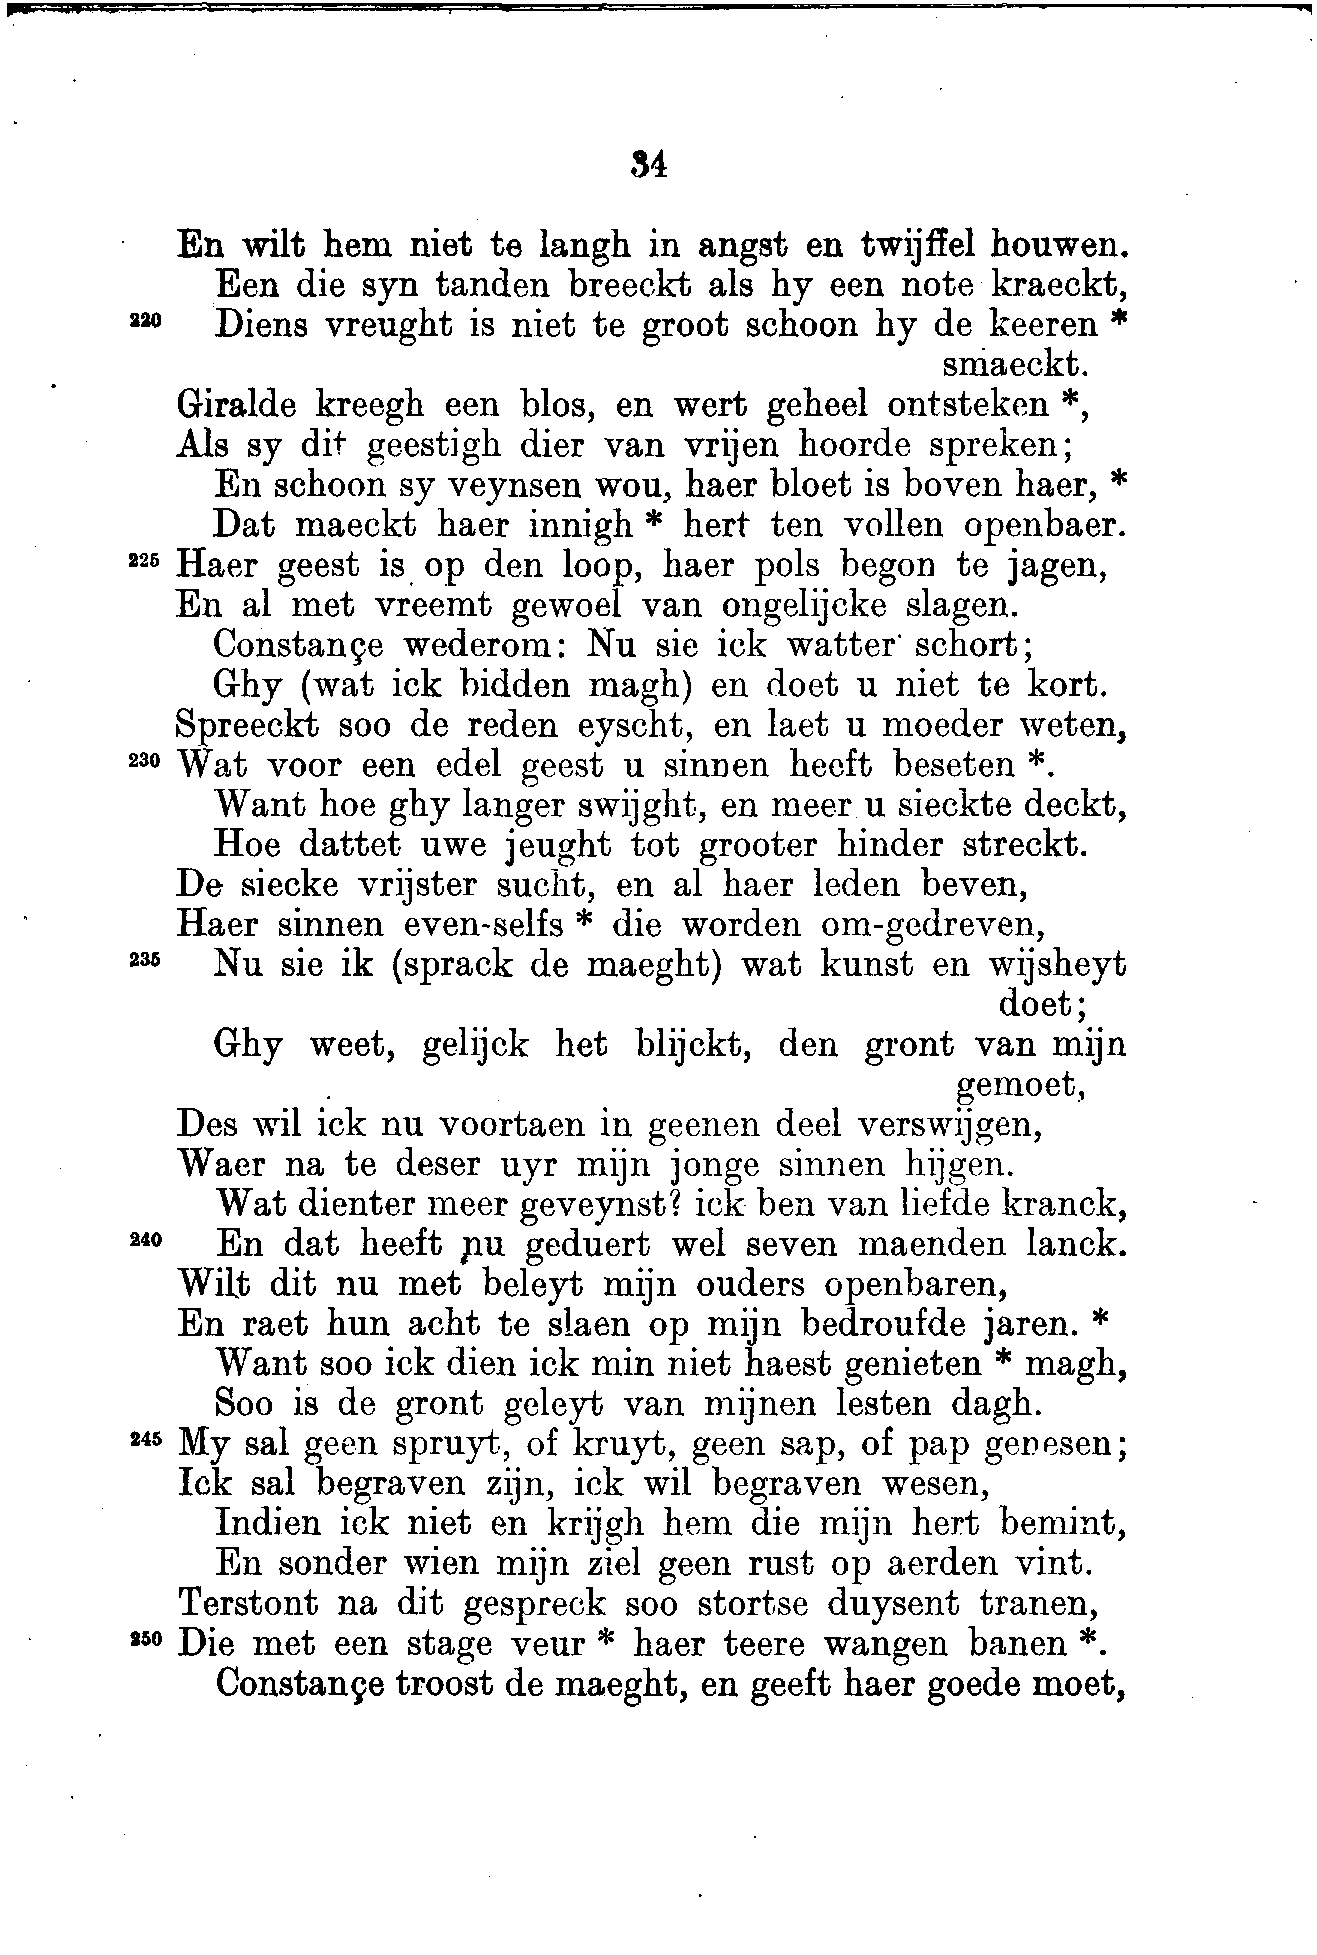 34
En wilt hem niet te langh in angst en twijffel houwen.
Een die syn tanden breeckt als hy een note kraeckt,
220 Diens vreught is niet te groot schoon hy de keeren *
smaeckt.
Giralde kreegh een blos, en wert geheel ontsteken *,
Als sy dit geestigh dier van vrijen hoorde spreken;
En schoon sy veynsen wou, haer bloet is boven haer, *
Dat maeckt haer innigh * hert ten vollen openbaer.
225 Haer geest is op den loop, haer pols begon te jagen,
En al met vreemt gewoel van ongelijcke slagen.
Constançe wederom: Nu sie ick watter schort;
Ghy (wat ick bidden magh) en doet u niet te kort.
Spreeckt soo de reden eyscht, en laet u moeder weten,
230 Wat voor een edel geest u sinnen heeft beseten *.
Want hoe ghy langer swijght, en meer u sieckte deckt,
Hoe dattet uwe jeught tot grooter hinder streckt.
De siecke vrijster sucht, en al haer leden beven,
Haer sinnen even-selfs * die worden om-gedreven,
235 Nu sie ik (sprack de maeght) wat kunst en wijsheyt
doet;
Ghy weet, gelijck het blijckt, den gront van mijn
gemoet,
Des wil ick nu voortaen in geenen deel verswijgen,
Waer na te deser uyr mijn jonge sinnen hijgen.
Wat dienter meer geveynst? ick ben van liefde kranck,
240 En dat heeft nu geduert wel seven maenden lanck.
Wilt dit nu met beleyt mijn ouders openbaren,
En raet hun acht te slaen op mijn bedroufde jaren. *
Want soo ick dien ick min niet haest genieten * magh,
Soo is de gront geleyt van mijnen lesten dagh.
245 My sal geen spruyt, of kruyt, geen sap, of pap genesen;
Ick sal begraven zijn, ick wil begraven wesen,
Indien ick niet en krijgh hem die mijn hert bemint,
En sonder wien mijn ziel geen rust op aerden vint.
Terstont na dit gespreck soo stortse duysent tranen,
250 Die met een stage veur * haer teere wangen banen *.
Constançe troost de maeght, en geeft haer goede moet,